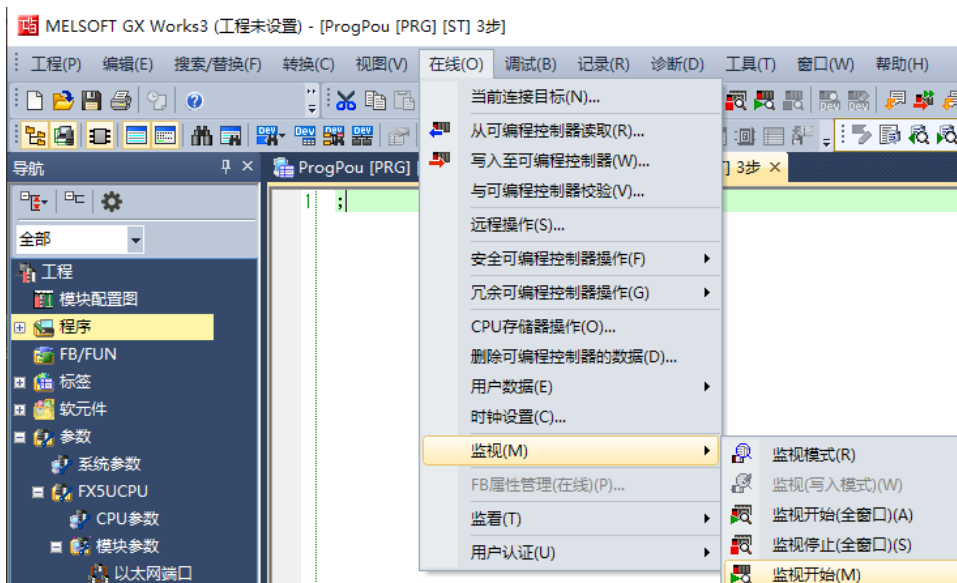 MELSOFT GX Works3 (工程未设置) - [ProgPou [PRG] [ST] 3步]
工程(P) 编辑(E) 搜索/替换(F) 转换(C) 视图(V) 在线(O) 调试(B) 记录(R) 诊断(D) 工具(T) 窗口(W) 帮助(H)
当前连接目标(N)...
从可编程控制器读取(R)...
写入至可编程控制器(W)...
与可编程控制器校验(V)...
远程操作(S)...
安全可编程控制器操作(F)
冗余可编程控制器操作(G)
CPU存储器操作(O)...
删除可编程控制器的数据(D)...
用户数据(E)
时钟设置(C)...
监视(M)
FB属性管理(在线)(P)...
监看(T)
用户认证(U)
监视模式(R)
监视(写入模式)(W)
监视开始(全窗口)(A)
监视停止(全窗口)(S)
监视开始(M)
导航
ProgPou [PRG]
] 3步
1 ;
全部
工程
模块配置图
程序
FB/FUN
标签
软元件
参数
系统参数
FX5UCPU
CPU参数
模块参数
以太网端口